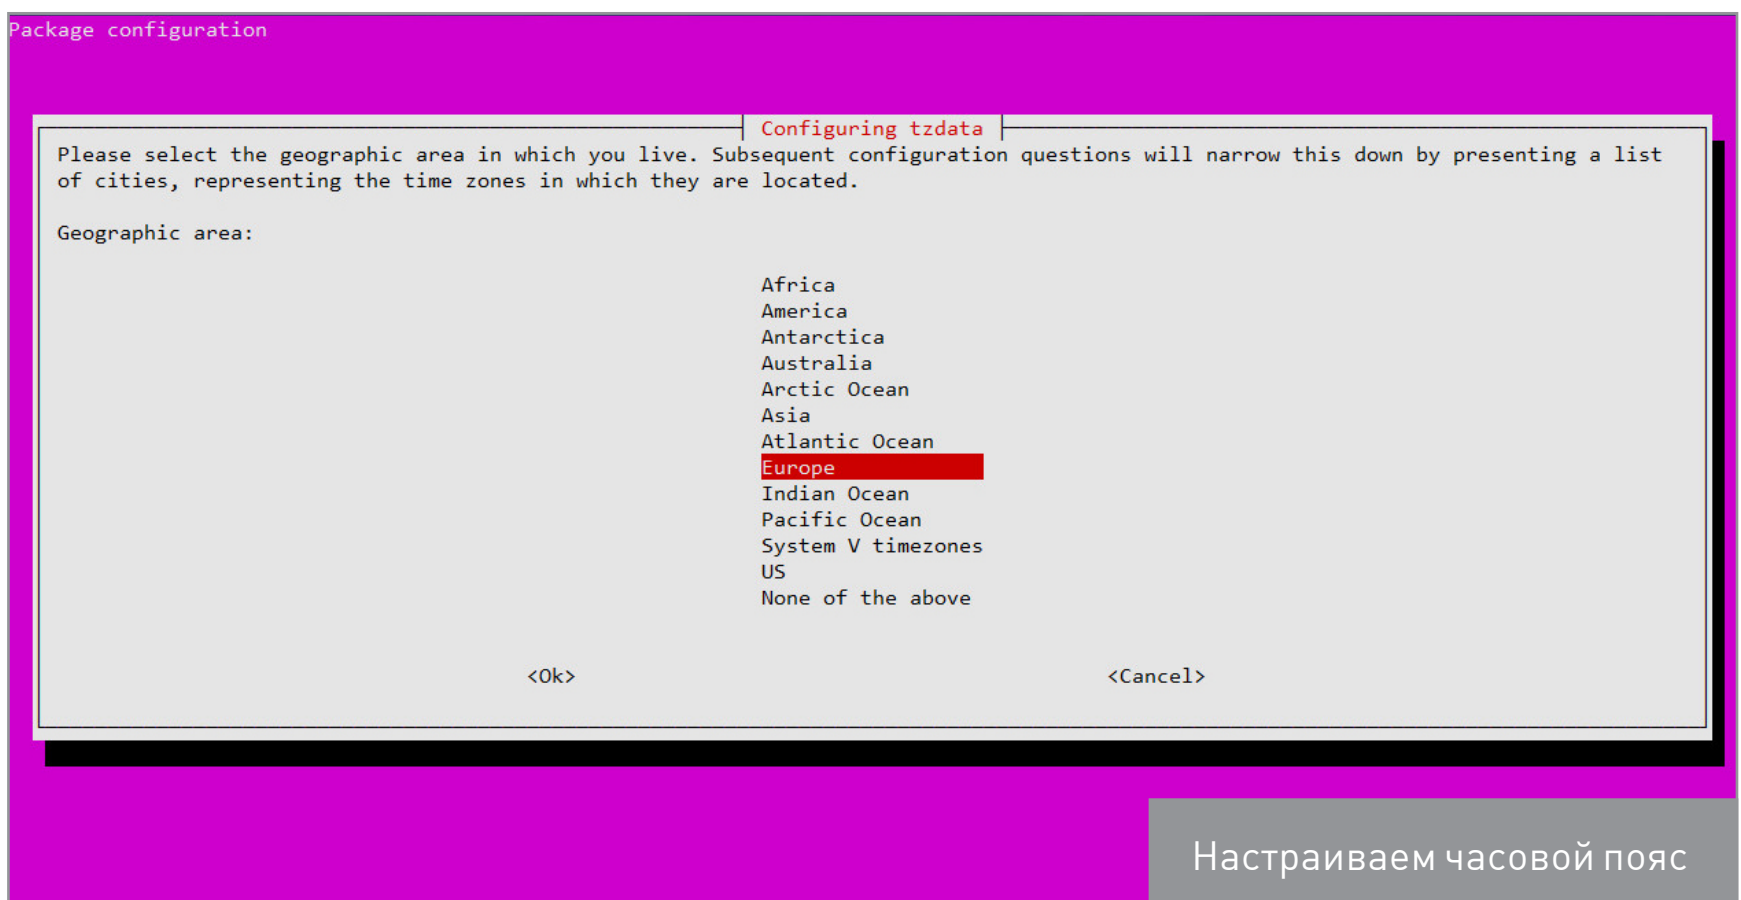 Package configuration
Configuring tzdata
Please select the geographic area in which you live. Subsequent configuration questions will narrow this down by presenting a list
of cities, representing the time zones in which they are located.
Geographic area:
Africa
America
Antarctica
Australia
Arctic Ocean
Asia
Atlantic Ocean
Europe
Indian Ocean
Pacific Ocean
System V timezones
US
None of the above
<Ok> <Cancel>
Настраиваем часовой пояс